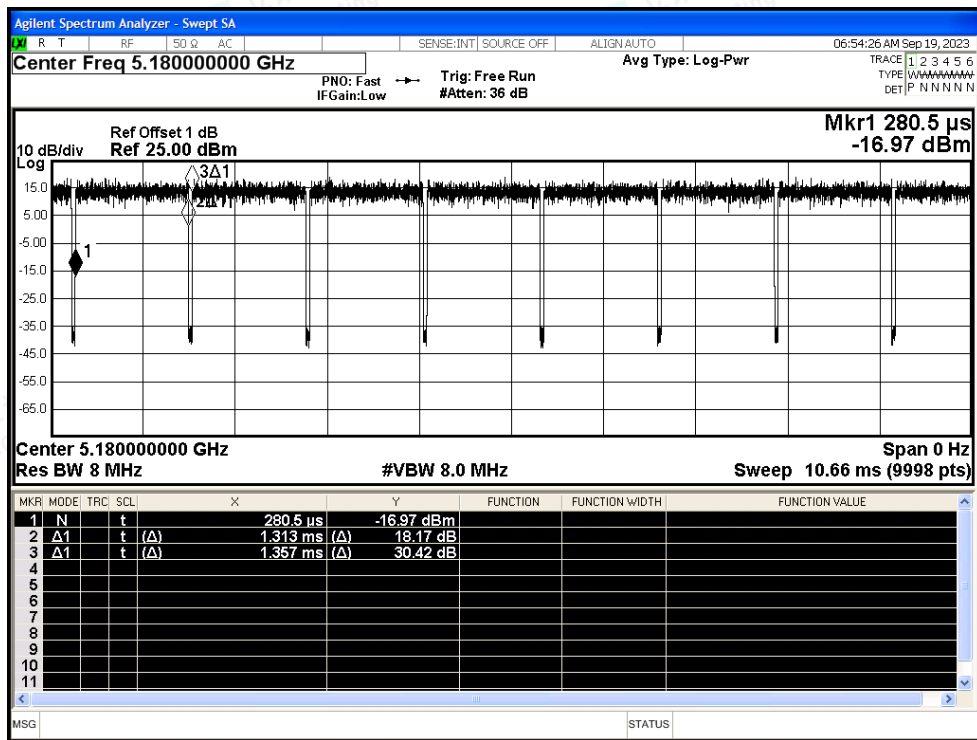 Agilent Spectrum Analyzer - Swept SA
LXI R T RF 50 Ω AC SENSE:INT SOURCE OFF ALIGN AUTO 06:54:26 AM Sep 19, 2023
Center Freq 5.180000000 GHz Avg Type: Log-Pwr TRACE 1 2 3 4 5 6
PNO: Fast Trig: Free Run TYPE WWWWWW
IFGain:Low #Atten: 36 dB DET P N N N N N
Mkr1 280.5 µs
Ref Offset 1 dB
10 dB/div Ref 25.00 dBm -16.97 dBm
Log
3Δ1
15.0
2Δ1
5.00
-5.00
1
-15.0
-25.0
-35.0
-45.0
-55.0
-65.0
Center 5.180000000 GHz Span 0 Hz
Res BW 8 MHz #VBW 8.0 MHz Sweep 10.66 ms (9998 pts)
MKR MODE TRC SCL X Y FUNCTION FUNCTION WIDTH FUNCTION VALUE
1 N t 280.5 µs -16.97 dBm
2 Δ1 t (Δ) 1.313 ms (Δ) 18.17 dB
3 Δ1 t (Δ) 1.357 ms (Δ) 30.42 dB
4
5
6
7
8
9
10
11
MSG STATUS